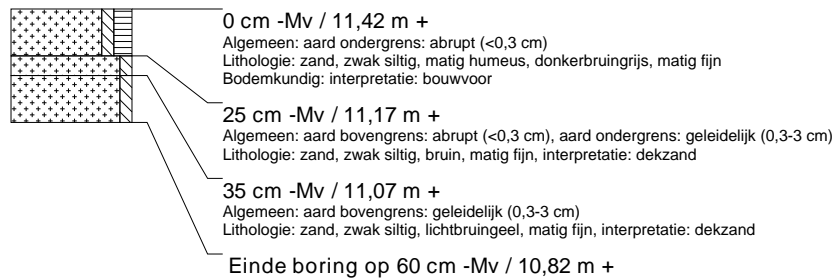 0 cm -Mv / 11,42 m +
Algemeen: aard ondergrens: abrupt (<0,3 cm)
Lithologie: zand, zwak siltig, matig humeus, donkerbruingrijs, matig fijn
Bodemkundig: interpretatie: bouwvoor
25 cm -Mv / 11,17 m +
Algemeen: aard bovengrens: abrupt (<0,3 cm), aard ondergrens: geleidelijk (0,3-3 cm)
Lithologie: zand, zwak siltig, bruin, matig fijn, interpretatie: dekzand
35 cm -Mv / 11,07 m +
Algemeen: aard bovengrens: geleidelijk (0,3-3 cm)
Lithologie: zand, zwak siltig, lichtbruingeel, matig fijn, interpretatie: dekzand
Einde boring op 60 cm -Mv / 10,82 m +